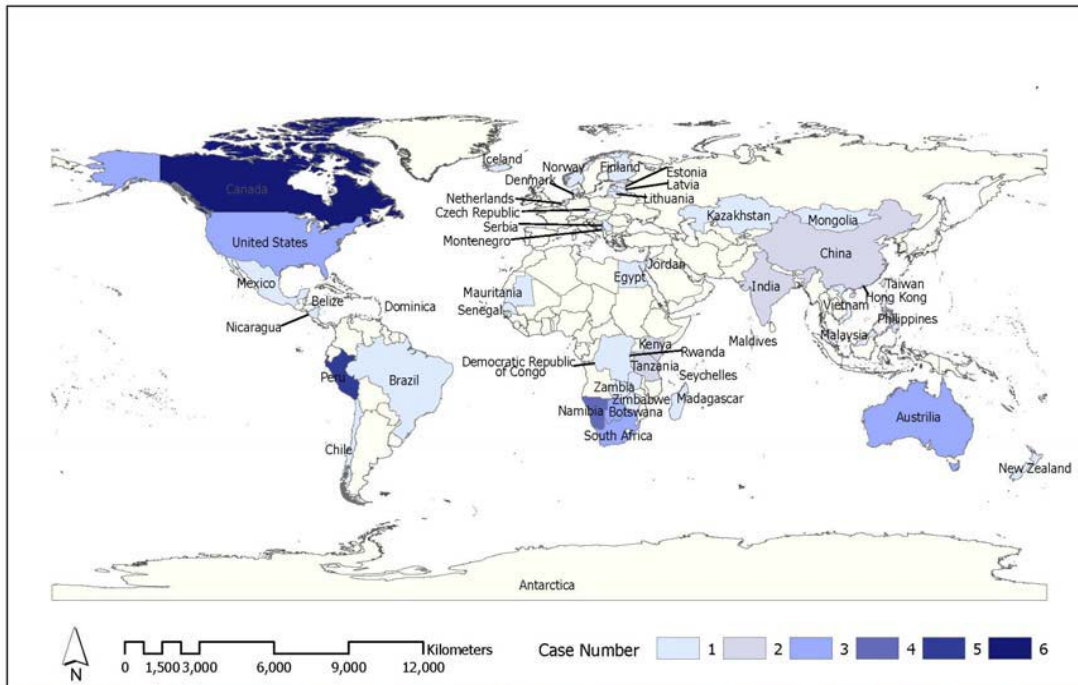 Iceland
Norway
Finland
Estonia
Denmark
Latvia
Canada
Netherlands
Lithuania
Czech Republic
Kazakhstan
Mongolia
Serbia
United States
Montenegro
China
Jordan
Egypt
Mexico
India
Taiwan
Mauritania
Belize
Dominica
Hong Kong
Senegal
Vietnam
Philippines
Nicaragua
Malaysia
Maldives
Kenya
Democratic Republic
of Congo
Rwanda
Tanzania
Peru
Brazil
Seychelles
Zambia
Zimbabwe
Madagascar
Namibia
Botswana
Austrilia
South Africa
Chile
New Zealand
Antarctica
N
Kilometers
0 1,500 3,000 6,000 9,000 12,000
Case Number 1 2 3 4 5 6